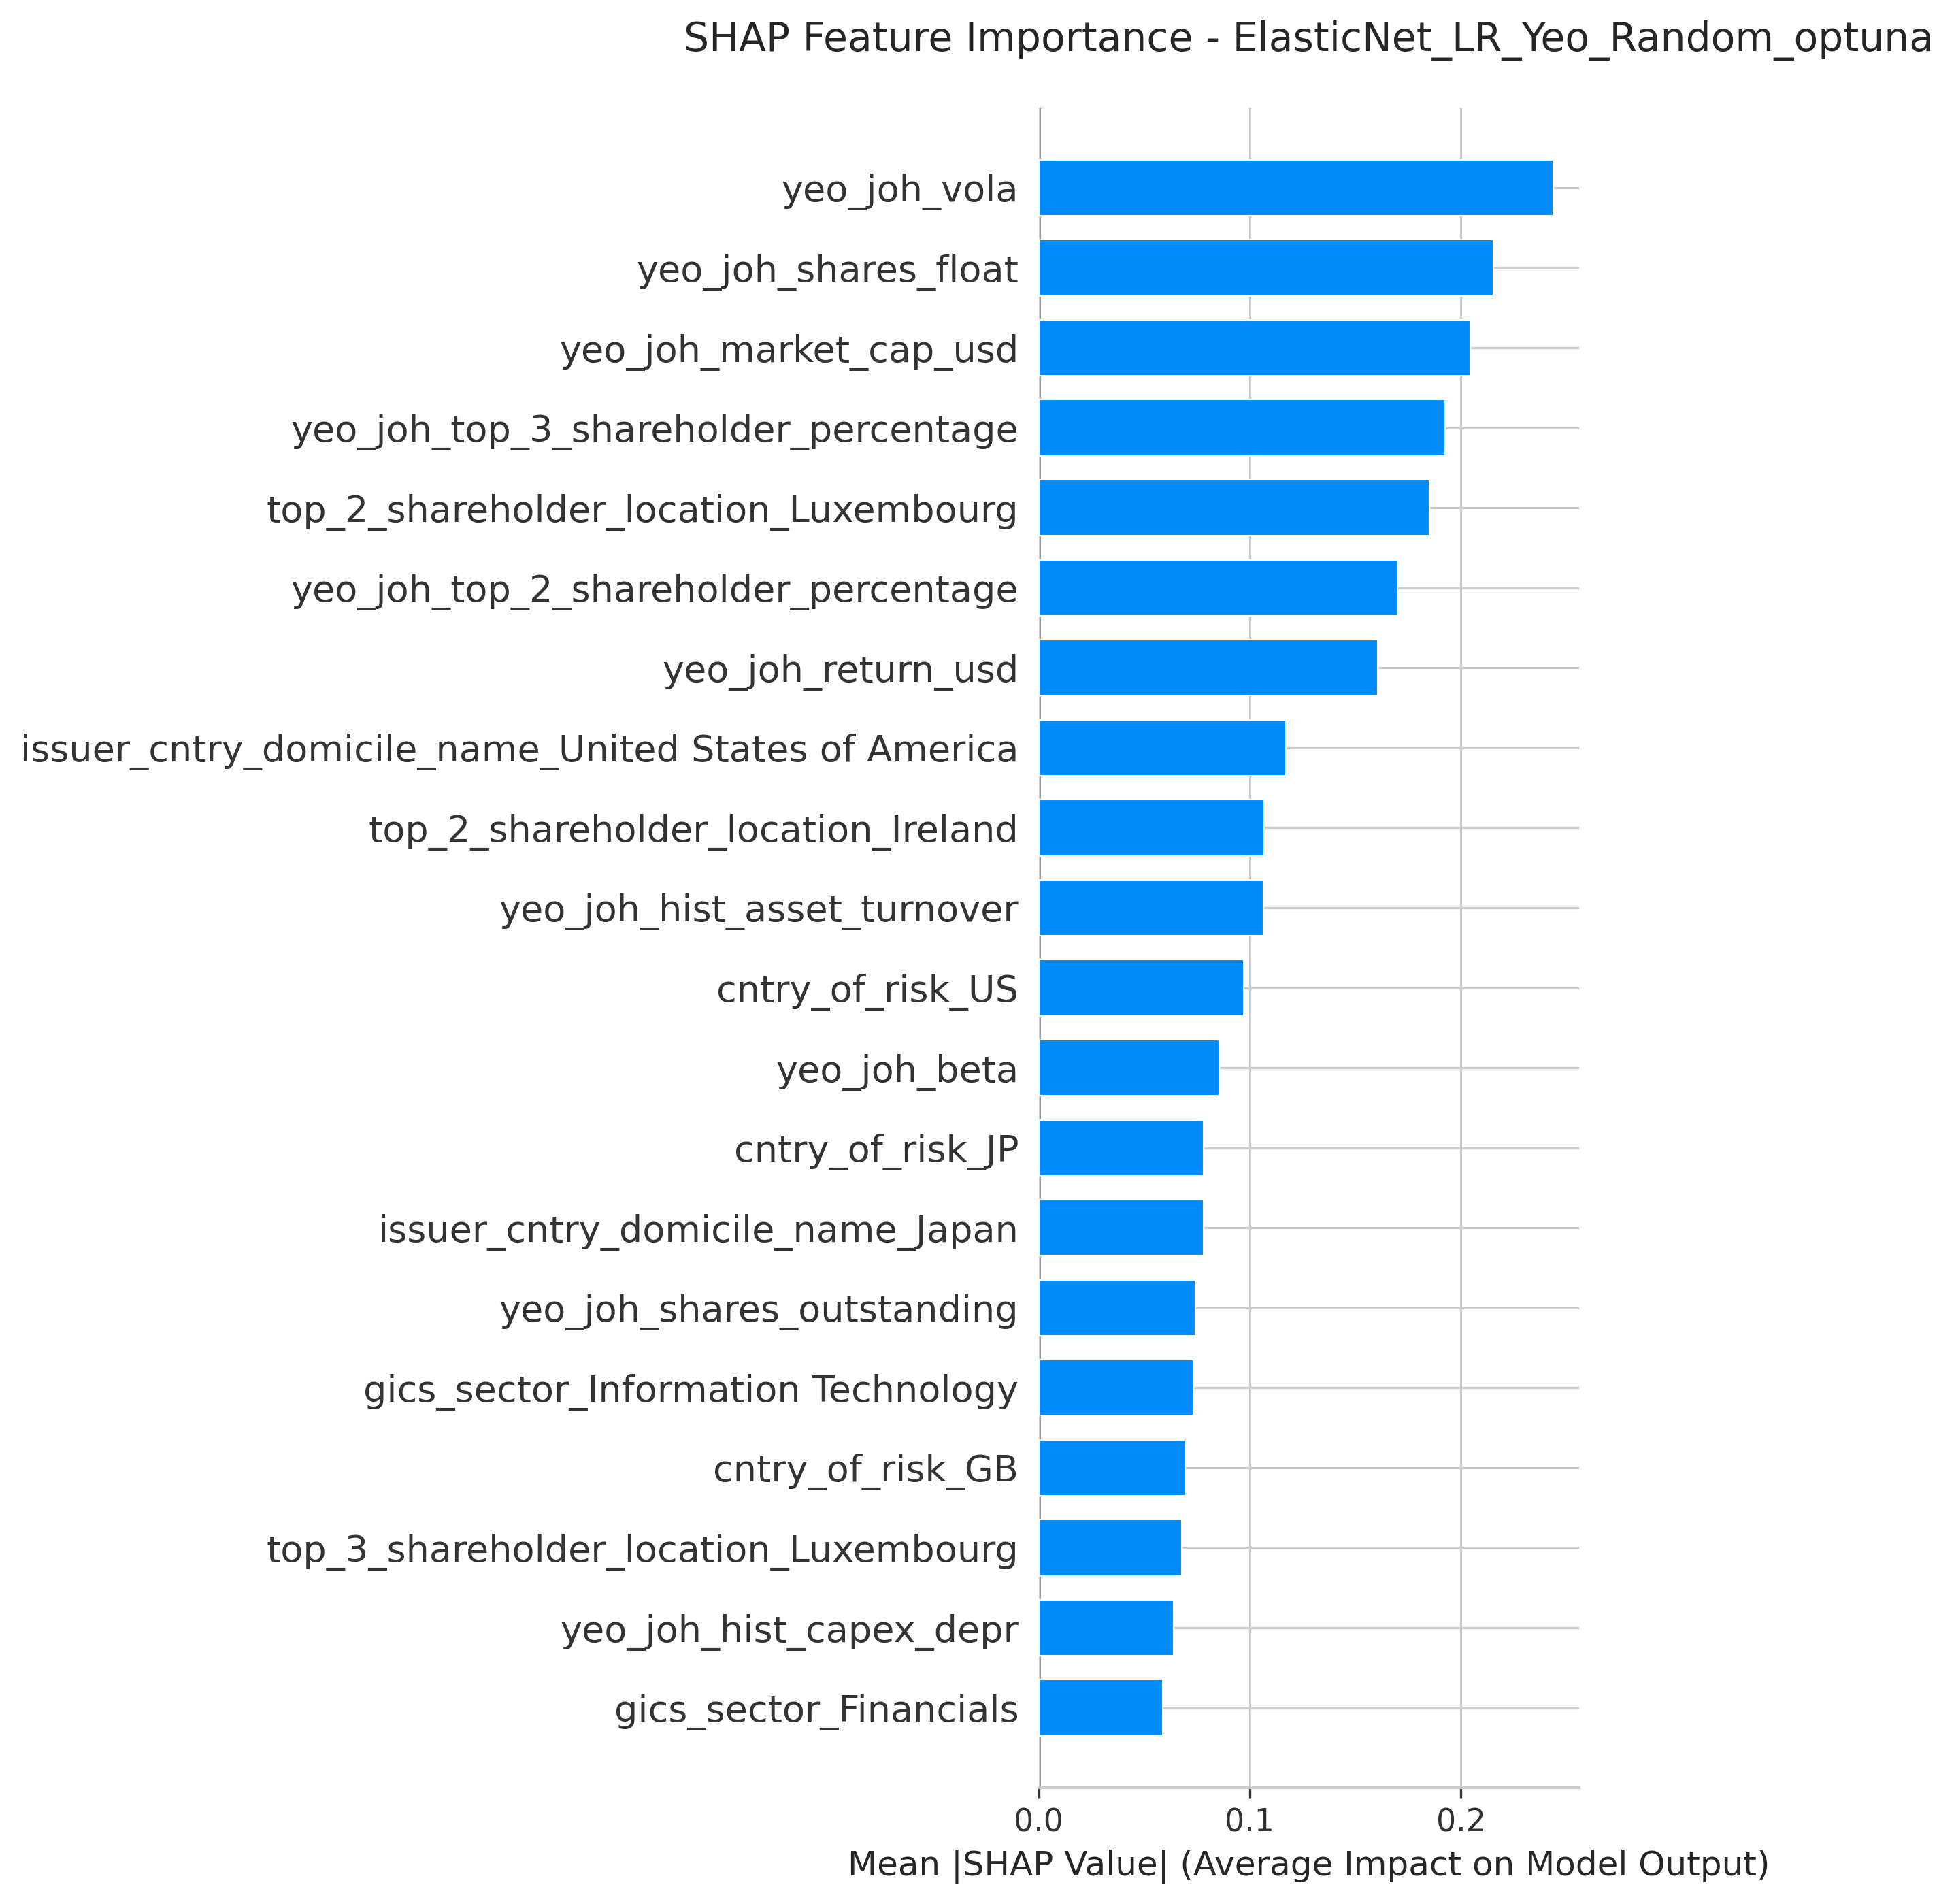 SHAP Feature Importance - ElasticNet_LR_Yeo_Random_optuna
yeo_joh_vola
yeo_joh_shares_float
yeo_joh_market_cap_usd
yeo_joh_top_3_shareholder_percentage
top_2_shareholder_location_Luxembourg
yeo_joh_top_2_shareholder_percentage
yeo_joh_return_usd
issuer_cntry_domicile_name_United States of America
top_2_shareholder_location_Ireland
yeo_joh_hist_asset_turnover
cntry_of_risk_US
yeo_joh_beta
cntry_of_risk_JP
issuer_cntry_domicile_name_Japan
yeo_joh_shares_outstanding
gics_sector_Information Technology
cntry_of_risk_GB
top_3_shareholder_location_Luxembourg
yeo_joh_hist_capex_depr
gics_sector_Financials
0.0 0.1 0.2
Mean |SHAP Value| (Average Impact on Model Output)